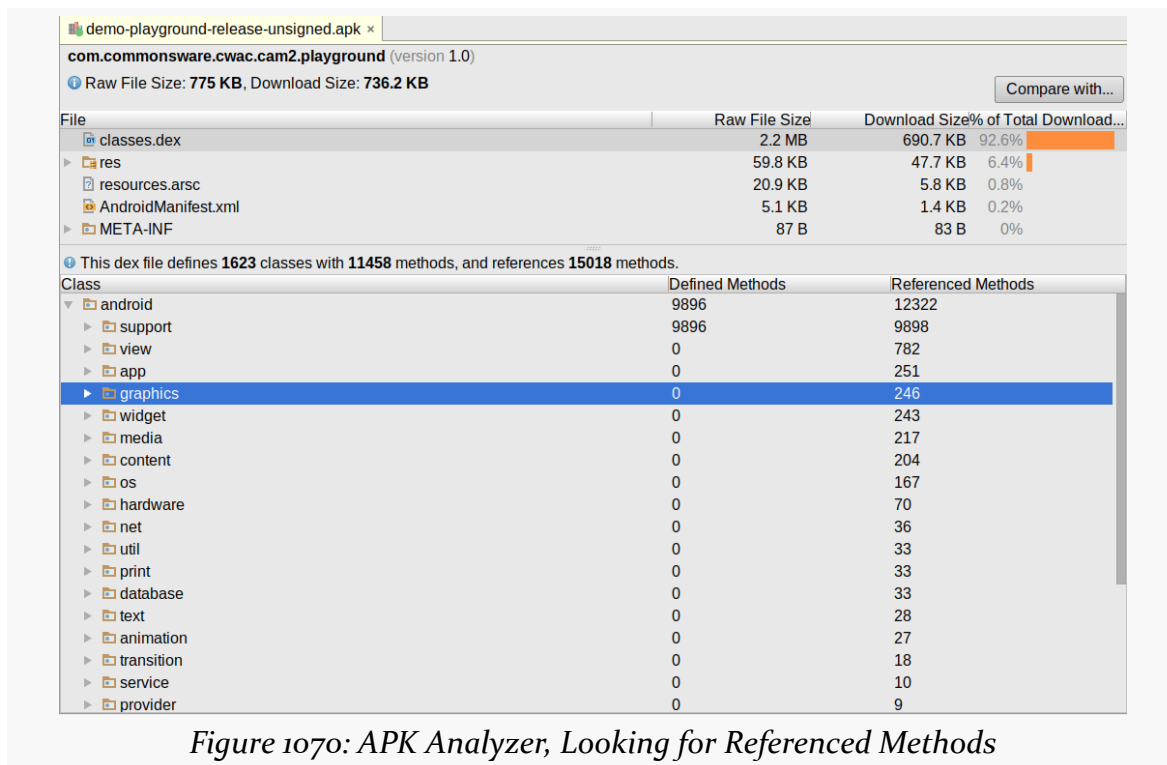 demo-playground-release-unsigned.apk ×
com.commonsware.cwac.cam2.playground (version 1.0)
Raw File Size: 775 KB, Download Size: 736.2 KB
Compare with...
File Raw File Size Download Size % of Total Download...
classes.dex 2.2 MB 690.7 KB 92.6%
res 59.8 KB 47.7 KB 6.4%
resources.arsc 20.9 KB 5.8 KB 0.8%
AndroidManifest.xml 5.1 KB 1.4 KB 0.2%
META-INF 87 B 83 B 0%
This dex file defines 1623 classes with 11458 methods, and references 15018 methods.
Class Defined Methods Referenced Methods
android 9896 12322
support 9896 9898
view 0 782
app 0 251
graphics 0 246
widget 0 243
media 0 217
content 0 204
os 0 167
hardware 0 70
net 0 36
util 0 33
print 0 33
database 0 33
text 0 28
animation 0 27
transition 0 18
service 0 10
provider 0 9
Figure 1070: APK Analyzer, Looking for Referenced Methods